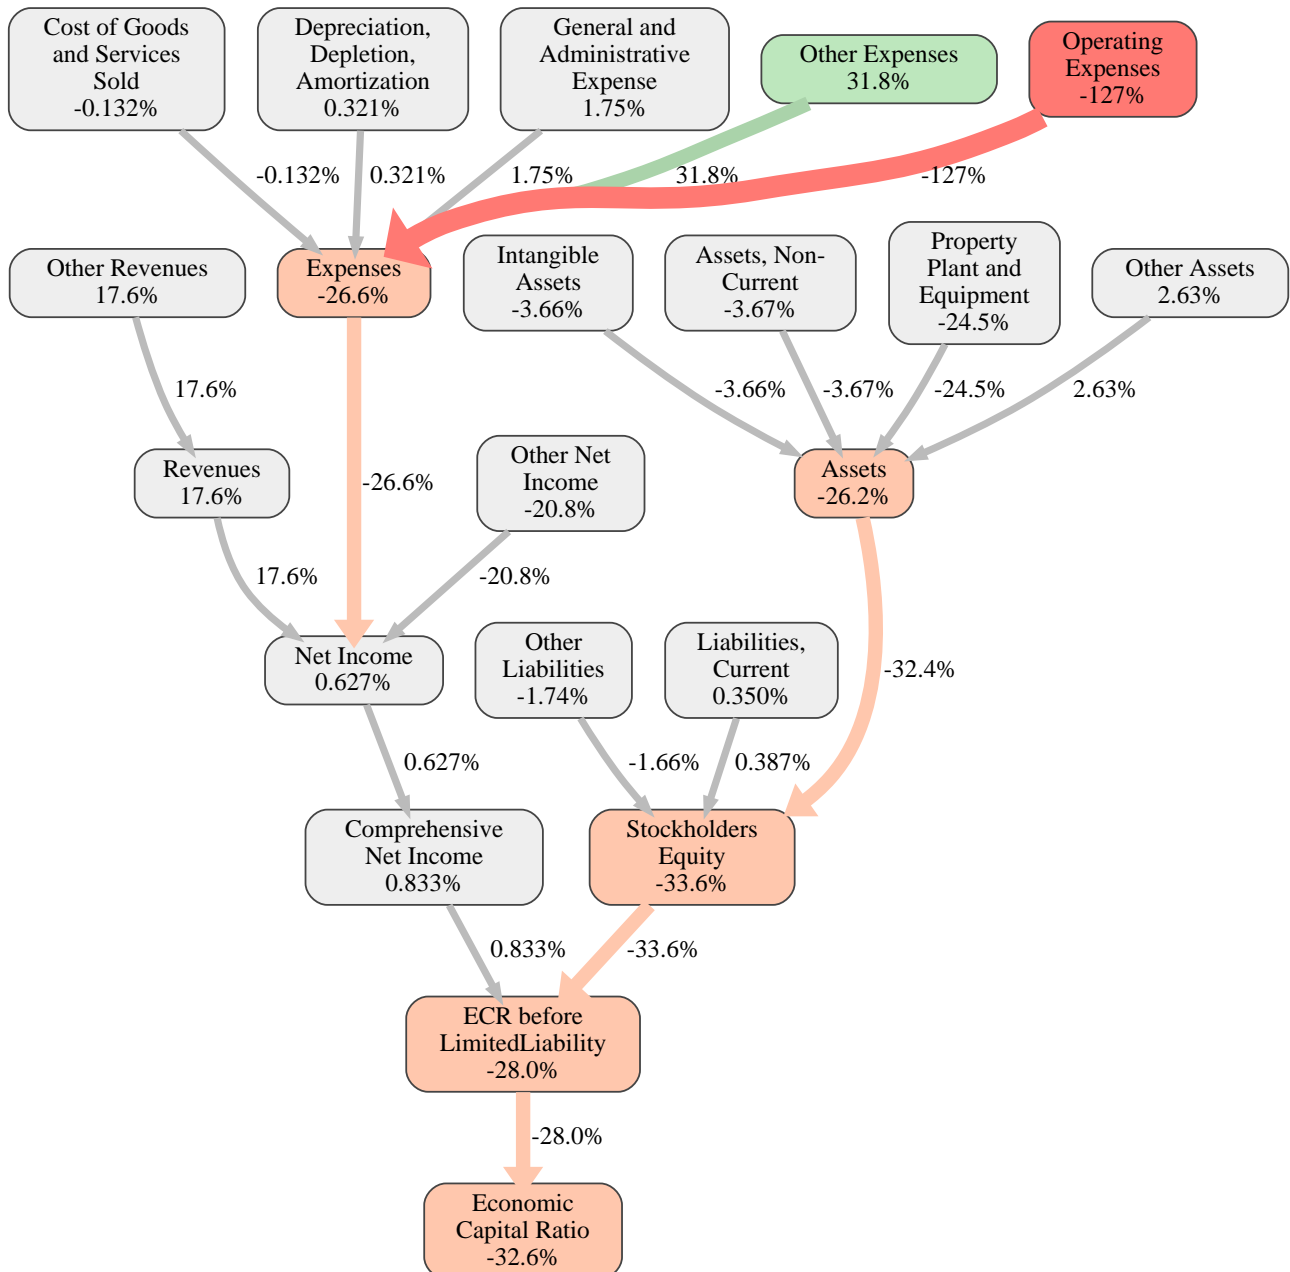 Cost of Goods
and Services
Sold
-0.132%
Depreciation,
Depletion,
Amortization
0.321%
General and
Administrative
Expense
1.75%
Other Expenses
31.8%
Operating
Expenses
-127%
-0.132%
0.321%
1.75%
31.8%
-127%
Other Revenues
17.6%
Expenses
-26.6%
Intangible
Assets
-3.66%
Assets, Non-
Current
-3.67%
Property
Plant and
Equipment
-24.5%
Other Assets
2.63%
17.6%
-3.66%
-3.67%
-24.5%
2.63%
Revenues
17.6%
-26.6%
Other Net
Income
-20.8%
Assets
-26.2%
17.6%
-20.8%
Net Income
0.627%
Other
Liabilities
-1.74%
Liabilities,
Current
0.350%
-32.4%
0.627%
-1.66%
0.387%
Comprehensive
Net Income
0.833%
Stockholders
Equity
-33.6%
0.833%
-33.6%
ECR before
LimitedLiability
-28.0%
-28.0%
Economic
Capital Ratio
-32.6%